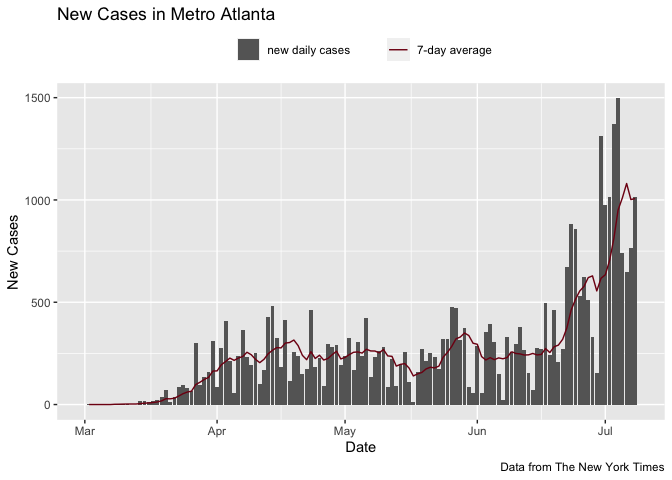 New Cases in Metro Atlanta
new daily cases
7-day average
1500
1000
500
0
New Cases
Mar
Apr
May
Jun
Jul
Date
Data from The New York Times